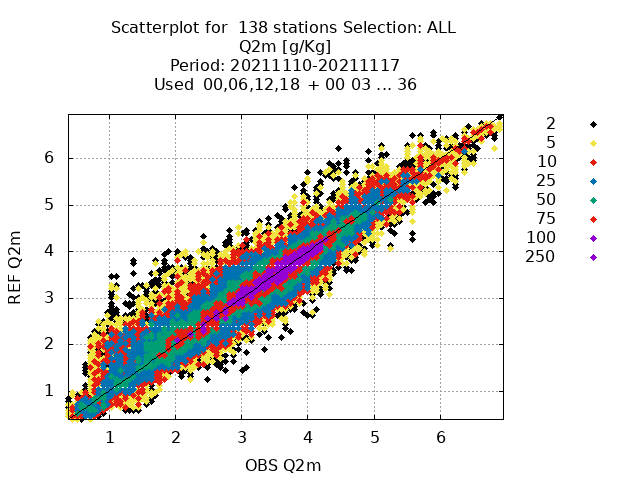 Scatterplot for  138 stations Selection: ALL
Q2m [g/Kg]
Period: 20211110-20211117
Used  00,06,12,18  + 00 03 ... 36
2
5
10
25
50
75
100
250
REF Q2m
6
5
4
3
2
1
1 2 3 4 5 6
OBS Q2m